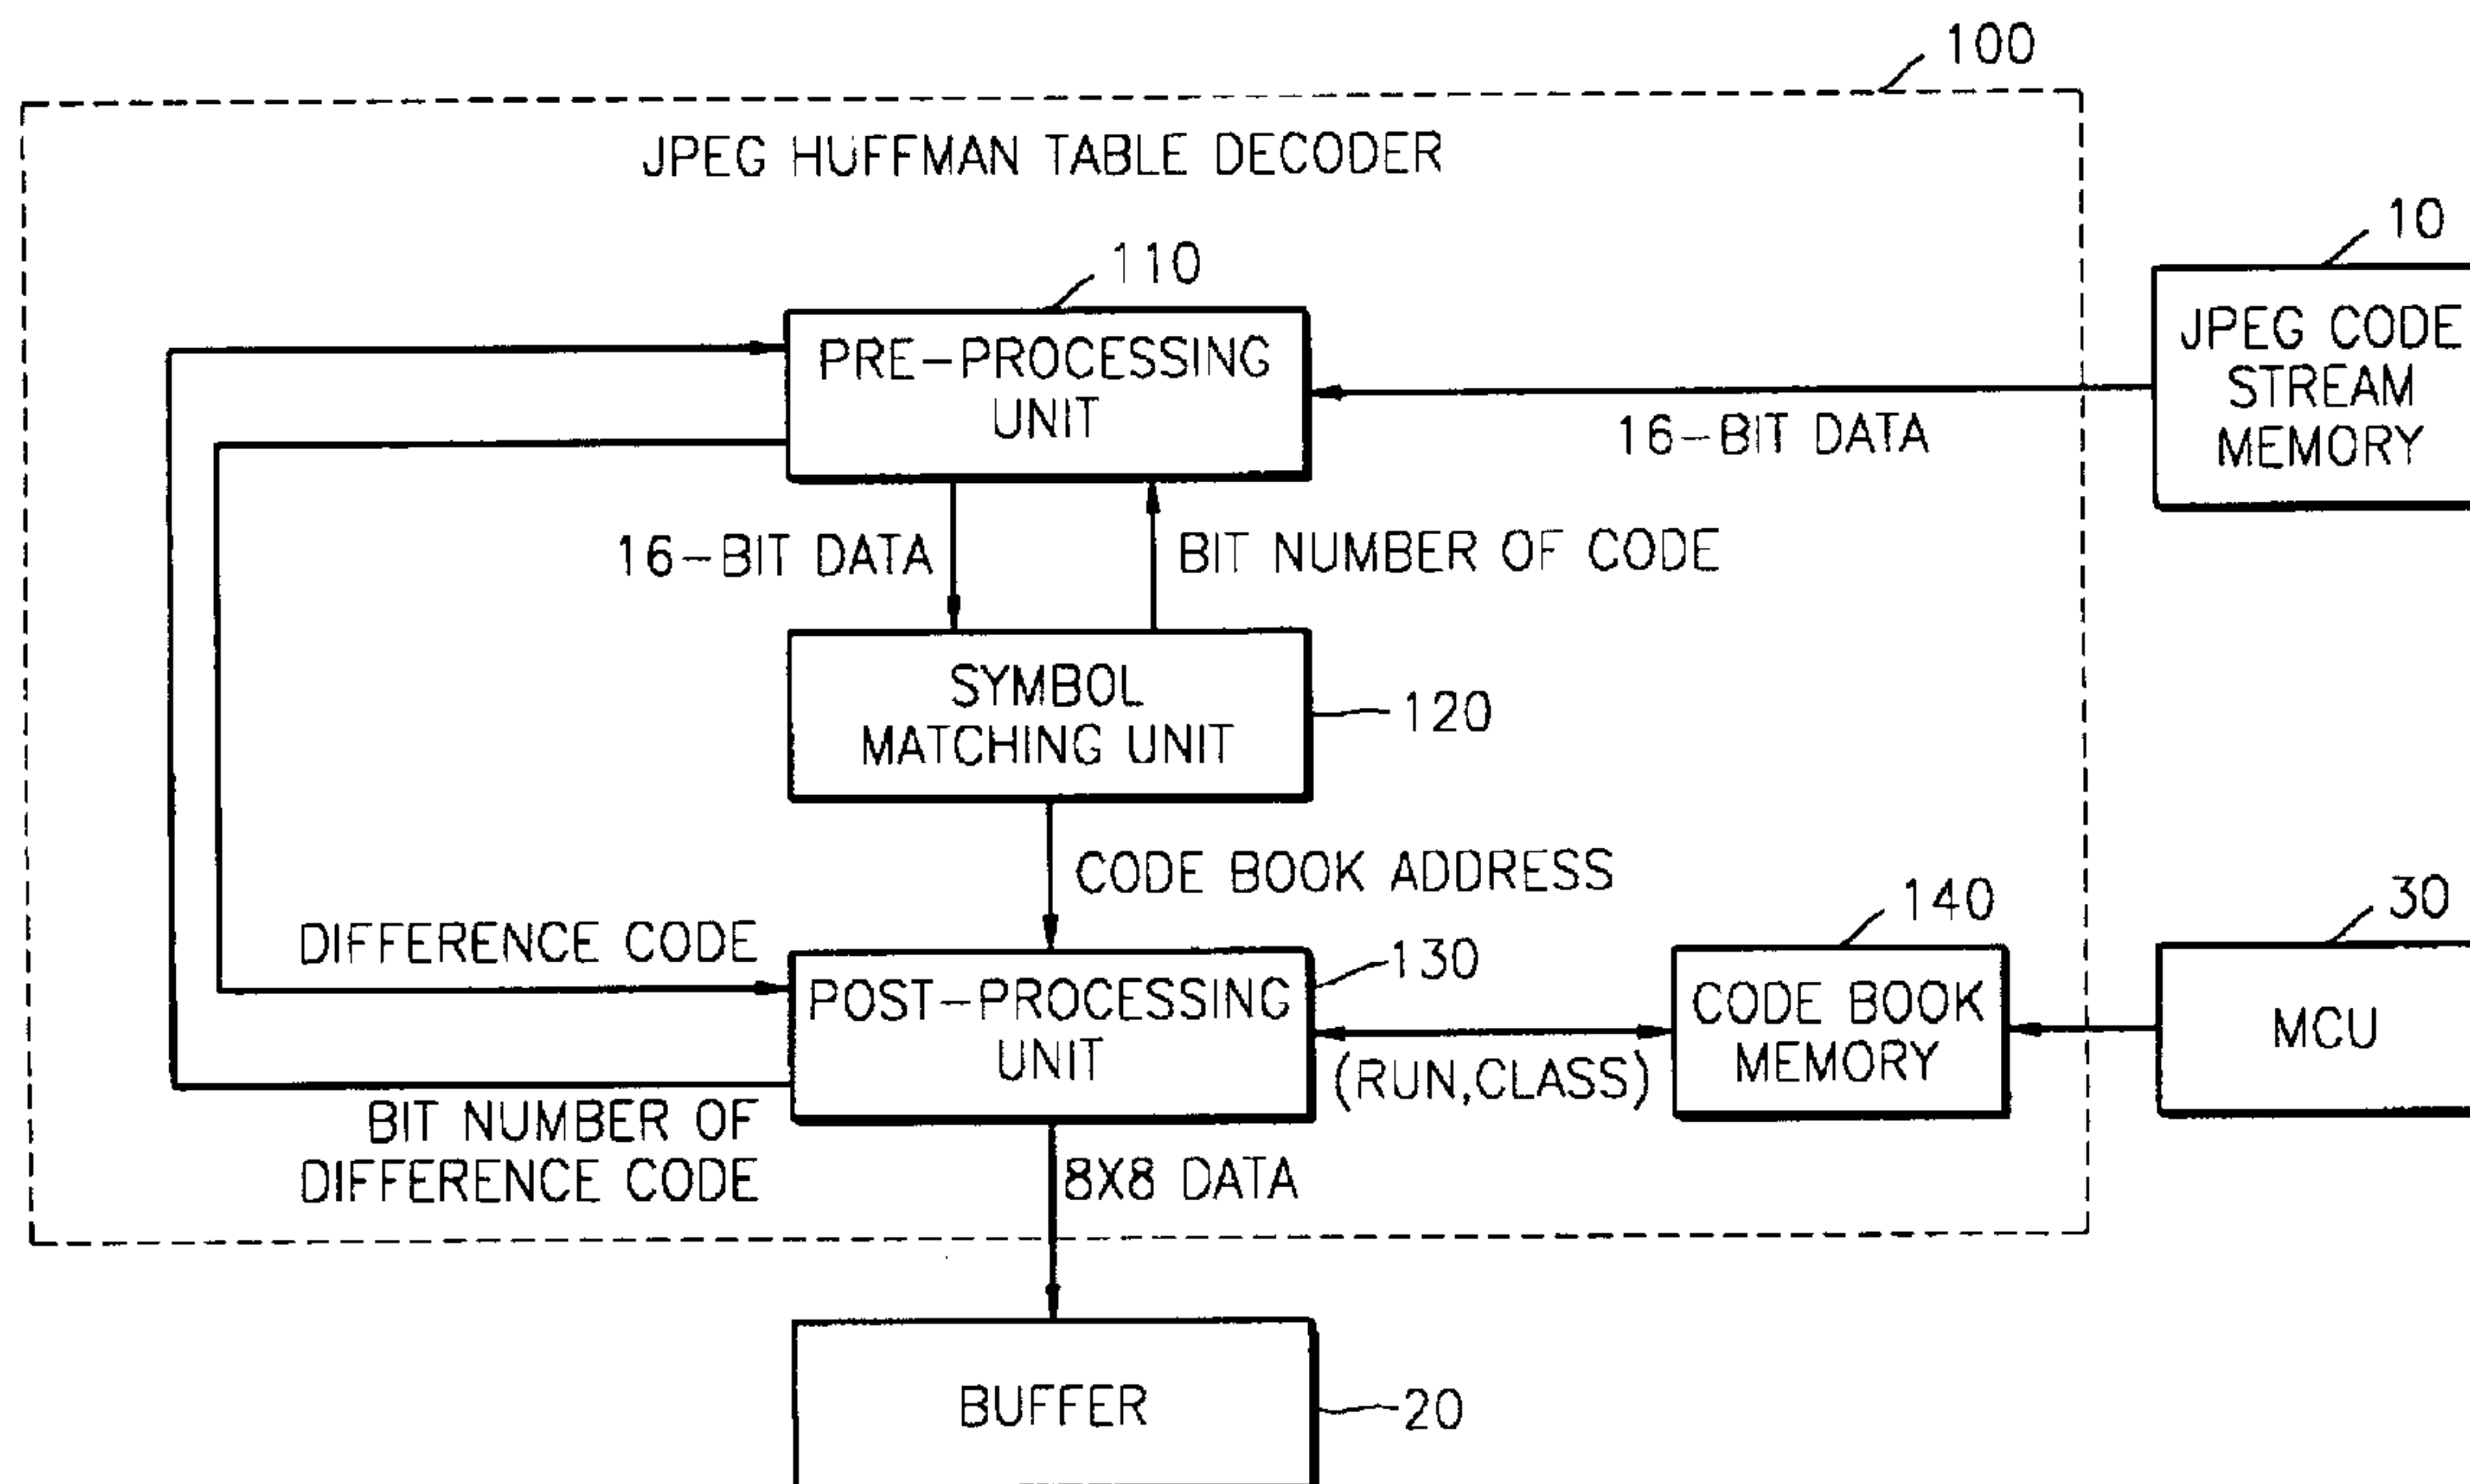 100
JPEG HUFFMAN TABLE DECODER
110
10
PRE-PROCESSING
UNIT
JPEG CODE
STREAM
MEMORY
16-BIT DATA
16-BIT DATA
BIT NUMBER OF CODE
SYMBOL
MATCHING UNIT
120
CODE BOOK ADDRESS
DIFFERENCE CODE
130
140
30
POST-PROCESSING
UNIT
(RUN,CLASS)
CODE BOOK
MEMORY
MCU
BIT NUMBER OF
DIFFERENCE CODE
8X8 DATA
BUFFER
20